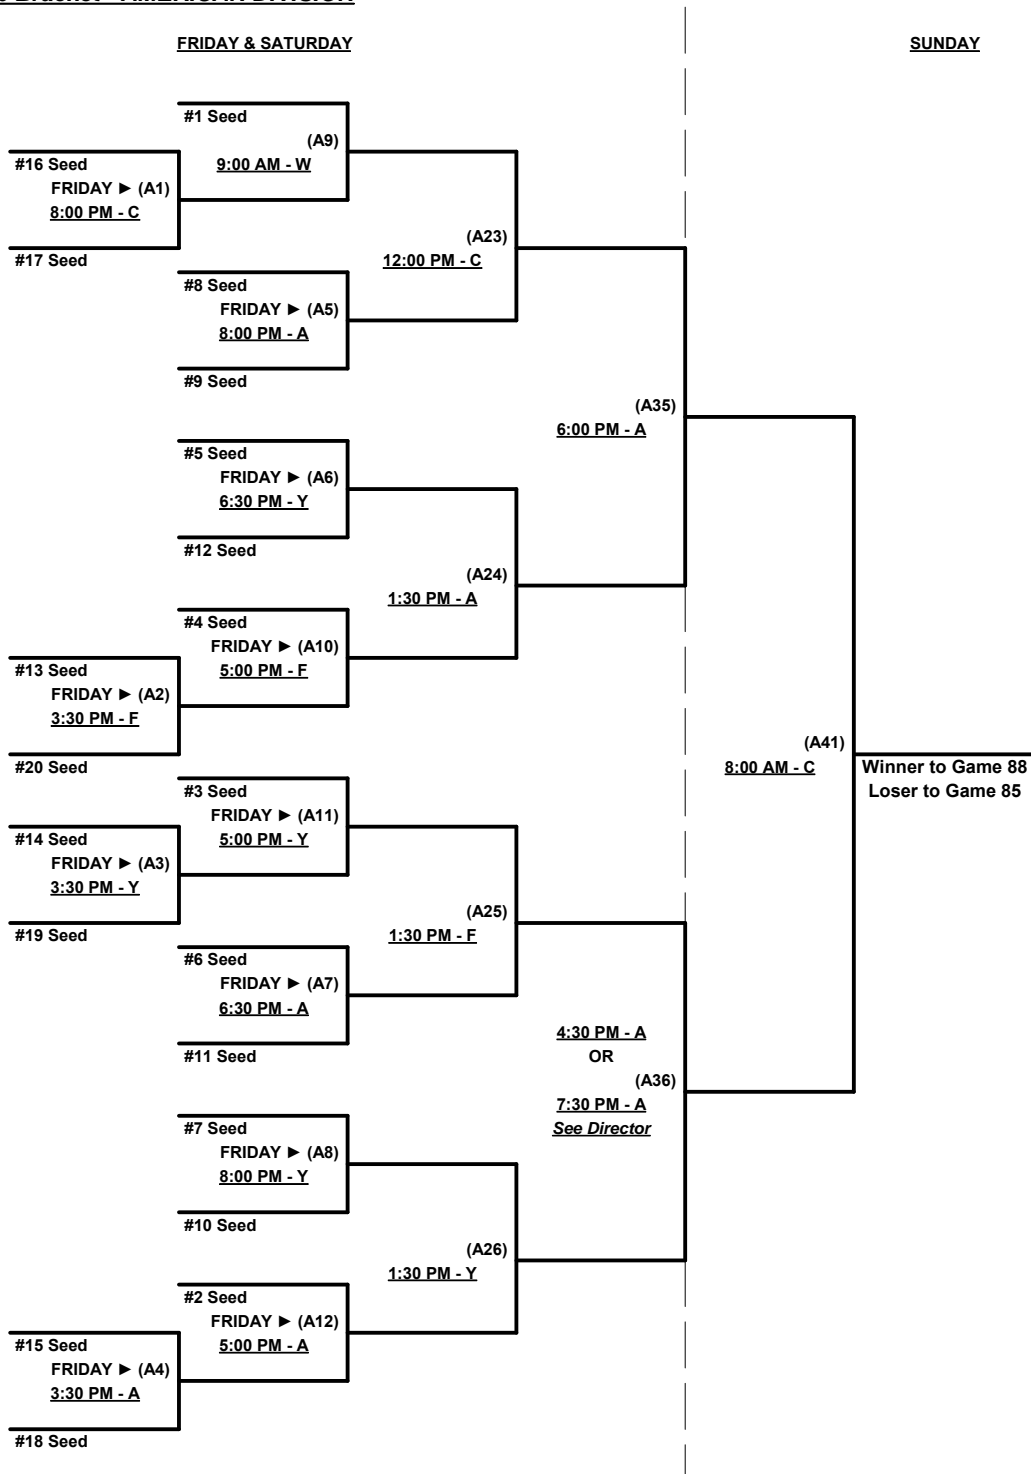 AMERICAN DIVISION
FRIDAY & SATURDAY
SUNDAY
#1 Seed
(A9)
9:00 AM - W
#16 Seed
FRIDAY ► (A1)
8:00 PM - C
#17 Seed
(A23)
12:00 PM - C
#8 Seed
FRIDAY ► (A5)
8:00 PM - A
#9 Seed
(A35)
6:00 PM - A
#5 Seed
FRIDAY ► (A6)
6:30 PM - Y
#12 Seed
(A24)
1:30 PM - A
#4 Seed
FRIDAY ► (A10)
5:00 PM - F
#13 Seed
FRIDAY ► (A2)
3:30 PM - F
#20 Seed
(A41)
8:00 AM - C
Winner to Game 88
Loser to Game 85
#3 Seed
FRIDAY ► (A11)
5:00 PM - Y
#14 Seed
FRIDAY ► (A3)
3:30 PM - Y
#19 Seed
(A25)
1:30 PM - F
#6 Seed
FRIDAY ► (A7)
6:30 PM - A
#11 Seed
4:30 PM - A
OR
(A36)
7:30 PM - A
See Director
#7 Seed
FRIDAY ► (A8)
8:00 PM - Y
#10 Seed
(A26)
1:30 PM - Y
#2 Seed
FRIDAY ► (A12)
5:00 PM - A
#15 Seed
FRIDAY ► (A4)
3:30 PM - A
#18 Seed